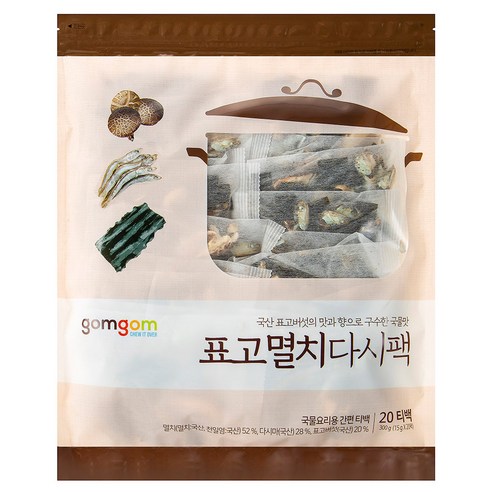 gomgom
CHEW IT OVER
국산 표고버섯의 맛과 향으로 구수한 국물맛
표고멸치다시팩
국물요리용 간편 티백
20 티백
멸치(멸치:국산, 천일염:국산) 52 %, 다시마(국산) 28 %, 표고버섯(국산) 20 %
300 g (15 g X 20개)